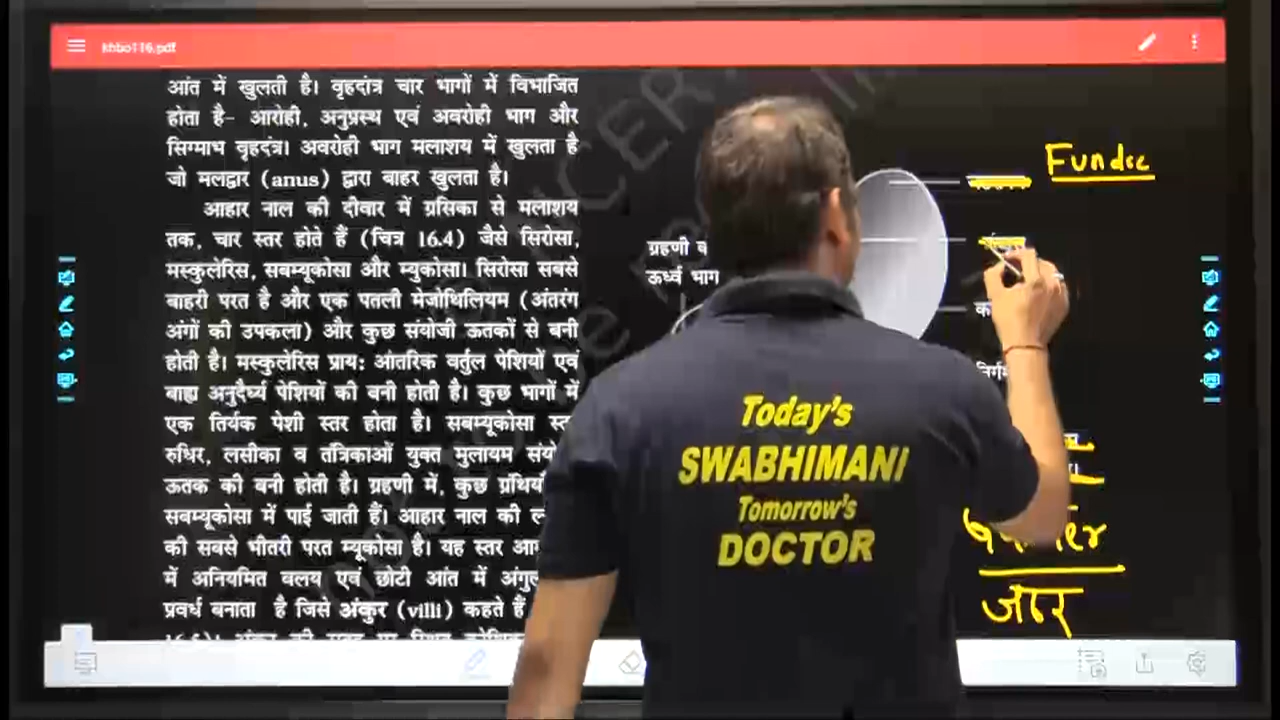 khbo116.pdf
आंत में खुलती है। वृहदांत्र चार भागों में विभाजित
होता है- आरोही, अनुप्रस्थ एवं अवरोही भाग और
सिग्माभ वृहदंत्र। अवरोही भाग मलाशय में खुलता है
जो मलद्वार (anus) द्वारा बाहर खुलता है।
आहार नाल की दीवार में ग्रसिका से मलाशय
तक, चार स्तर होते हैं (चित्र 16.4) जैसे सिरोसा,
मस्कुलेरिस, सबम्यूकोसा और म्यूकोसा। सिरोसा सबसे
बाहरी परत है और एक पतली मेजोथिलियम (अंतरंग
अंगों की उपकला) और कुछ संयोजी ऊतकों से बनी
होती है। मस्कुलेरिस प्राय: आंतरिक वर्तुल पेशियों एवं
बाह्य अनुदैर्घ्य पेशियों की बनी होती है। कुछ भागों में
एक तिर्यक पेशी स्तर होता है। सबम्यूकोसा
रुधिर, लसीका व तंत्रिकाओं युक्त मुलायम
ऊतक की बनी होती है। ग्रहणी में, कुछ
सबम्यूकोसा में पाई जाती हैं। आहार नाल की
की सबसे भीतरी परत म्यूकोसा है। यह स्तर
में अनियमित वलय एवं छोटी आंत में
प्रवर्ध बनाता है जिसे अंकुर (villi) कहते हैं
ग्रहणी
ऊर्ध्व भाग
Fundic
जठर
Today's
SWABHIMANI
Tomorrow's
DOCTOR